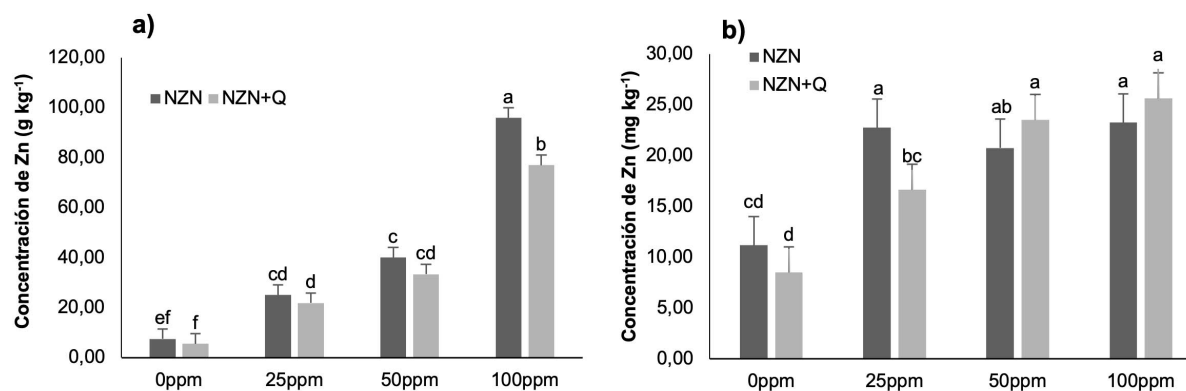 a)
Concentración de Zn (g kg⁻¹)
120,00
100,00
80,00
60,00
40,00
20,00
0,00
NZN NZN+Q
ef f cd d c cd a b
0ppm 25ppm 50ppm 100ppm
b)
Concentración de Zn (mg kg⁻¹)
30,00
25,00
20,00
15,00
10,00
5,00
0,00
NZN
NZN+Q
cd d a bc ab a a a
0ppm 25ppm 50ppm 100ppm